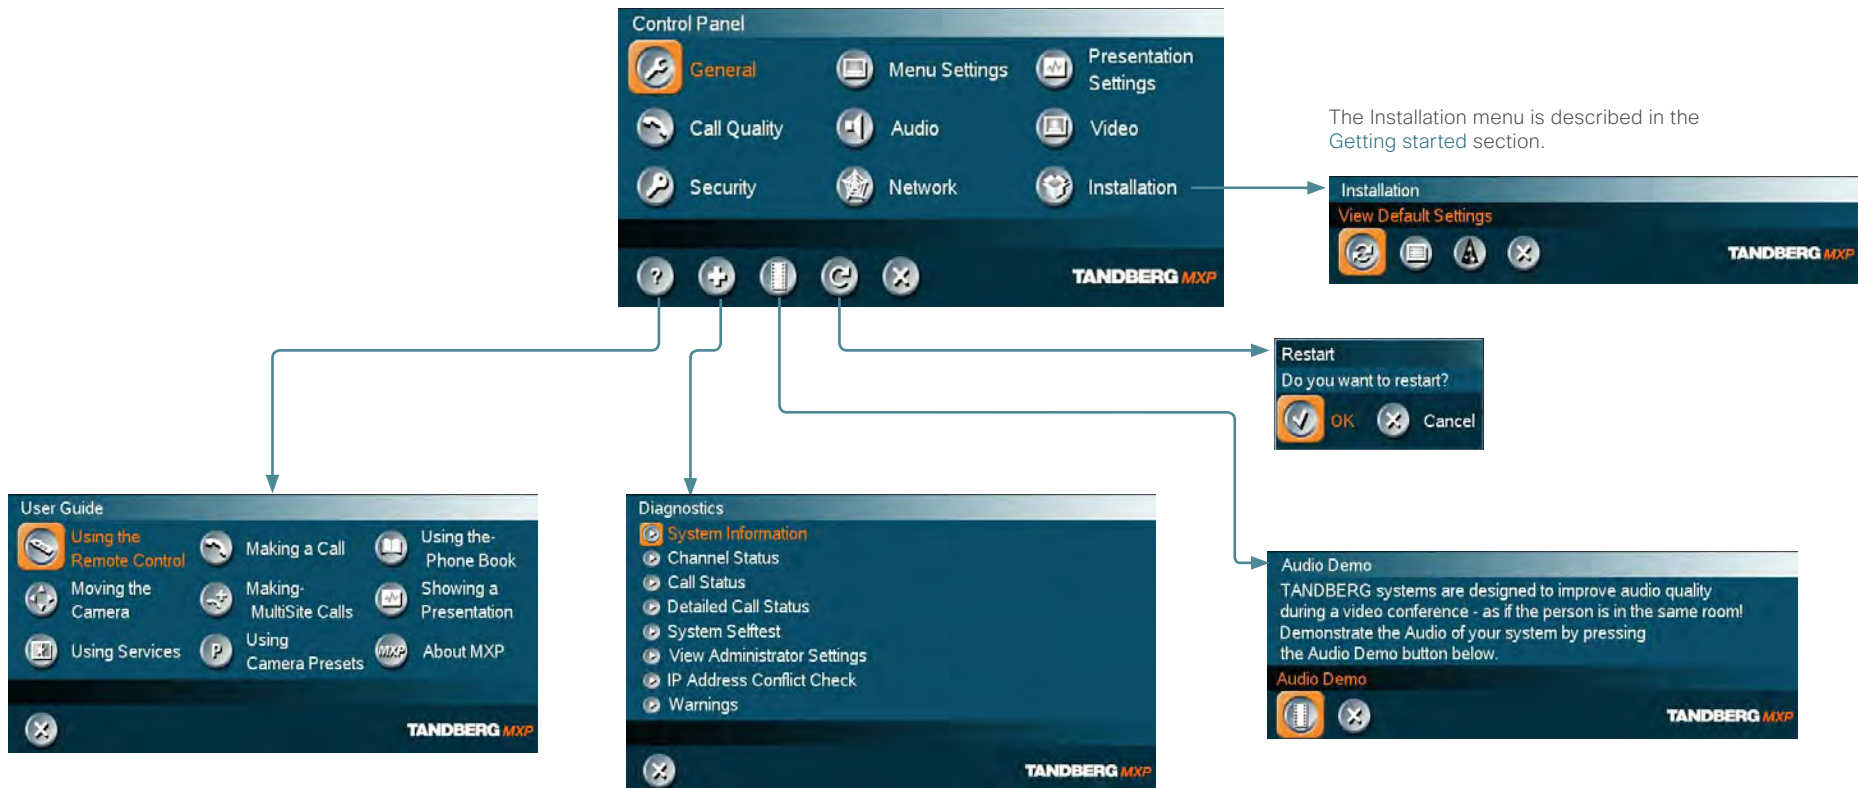 Control Panel
General
Menu Settings
Presentation
Settings
Call Quality
Audio
Video
Security
Network
Installation
?
TANDBERG MXP
The Installation menu is described in the
Getting started section.
Installation
View Default Settings
A
TANDBERG MXP
Restart
Do you want to restart?
OK
Cancel
User Guide
Using the
Remote Control
Making a Call
Using the-
Phone Book
Moving the
Camera
Making-
MultiSite Calls
Showing a
Presentation
Using Services
P
Using
Camera Presets
MXP
About MXP
TANDBERG MXP
Diagnostics
System Information
Channel Status
Call Status
Detailed Call Status
System Selftest
View Administrator Settings
IP Address Conflict Check
Warnings
TANDBERG MXP
Audio Demo
TANDBERG systems are designed to improve audio quality
during a video conference - as if the person is in the same room!
Demonstrate the Audio of your system by pressing
the Audio Demo button below.
Audio Demo
TANDBERG MXP